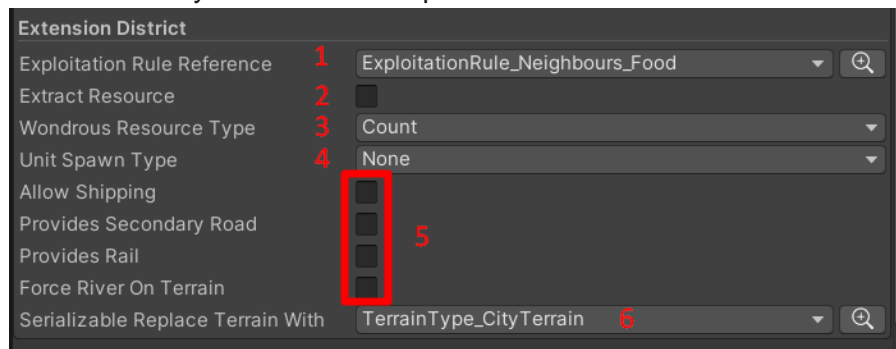 Extension District
Exploitation Rule Reference 1 ExploitationRule_Neighbours_Food
Extract Resource 2
Wondrous Resource Type 3 Count
Unit Spawn Type 4 None
Allow Shipping
Provides Secondary Road 5
Provides Rail
Force River On Terrain
Serializable Replace Terrain With TerrainType_CityTerrain 6